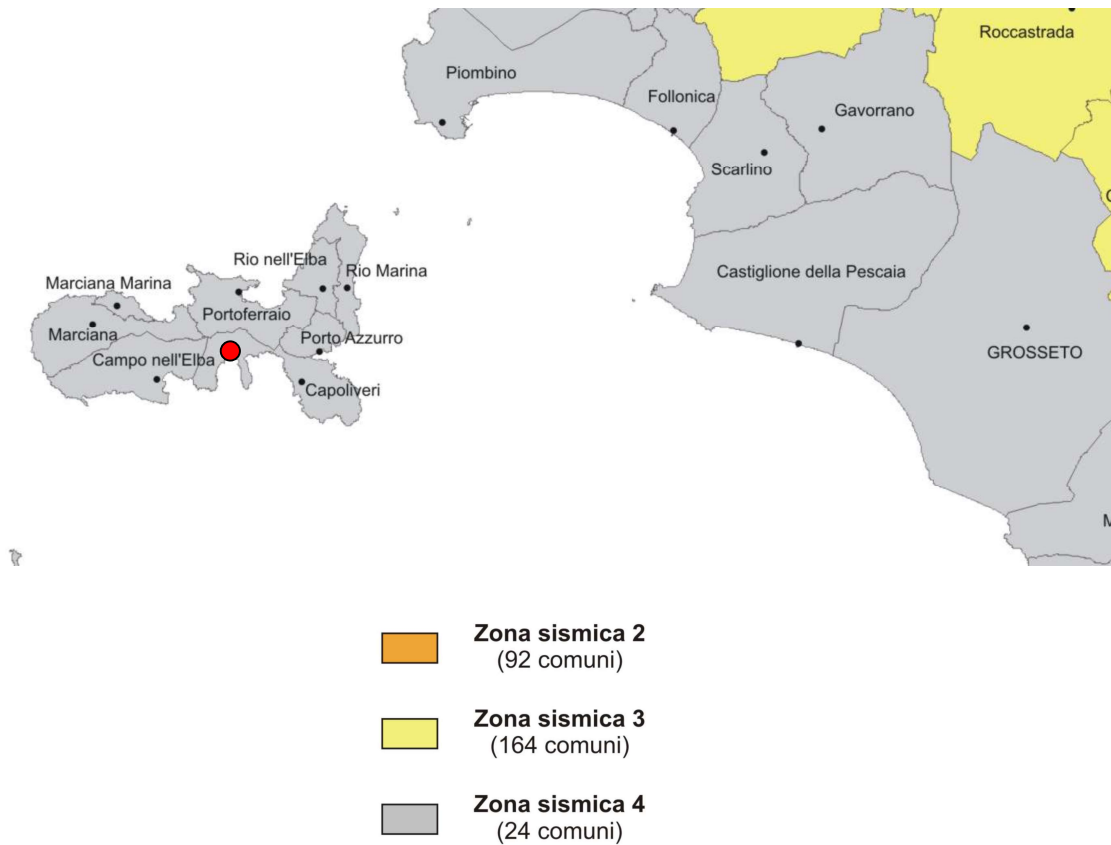 Roccastrada
Piombino
Follonica
Gavorrano
Scarlino
Rio nell'Elba
Rio Marina
Castiglione della Pescaia
Marciana Marina
Portoferraio
Marciana
Porto Azzurro
GROSSETO
Campo nell'Elba
Capoliveri
Zona sismica 2
(92 comuni)
Zona sismica 3
(164 comuni)
Zona sismica 4
(24 comuni)